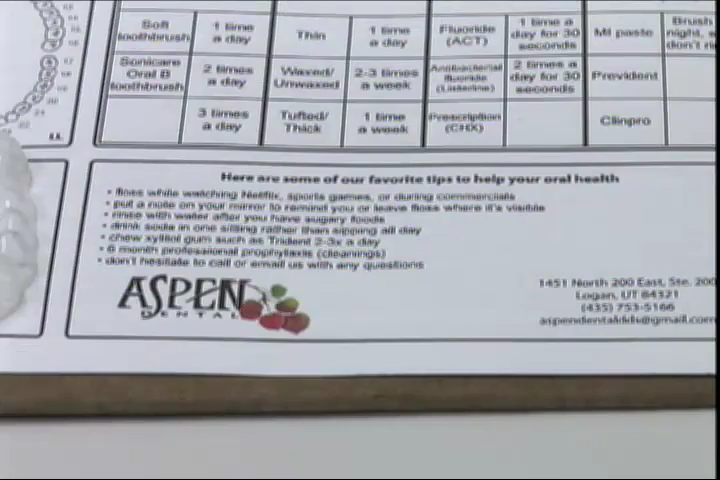 Soft toothbrush | 1 time a day | Thin | 1 time a day | Fluoride (ACT) | 1 time a day for 30 seconds | MI paste | Brush night,
Sonicare Oral B toothbrush | 2 times a day | Waxed/ Unwaxed | 2-3 times a week | Antibacterial fluoride (Listerine) | 2 times a day for 30 seconds | Prevident
3 times a day | Tufted/ Thick | 1 time a week | Prescription (CHX) | Clinpro
LL
Here are some of our favorite tips to help your oral health
• floss while watching Netflix, sports games, or during commercials
• put a note on your mirror to remind you or leave floss where it's visible
• rinse with water after you have sugary foods
• drink soda in one sitting rather than sipping all day
• chew xylitol gum such as Trident 2-3x a day
• 6 month professional prophylaxis (cleanings)
• don't hesitate to call or email us with any questions
ASPEN
DENTAL
1451 North 200 East, Ste. 200
Logan, UT 84321
(435) 753-5166